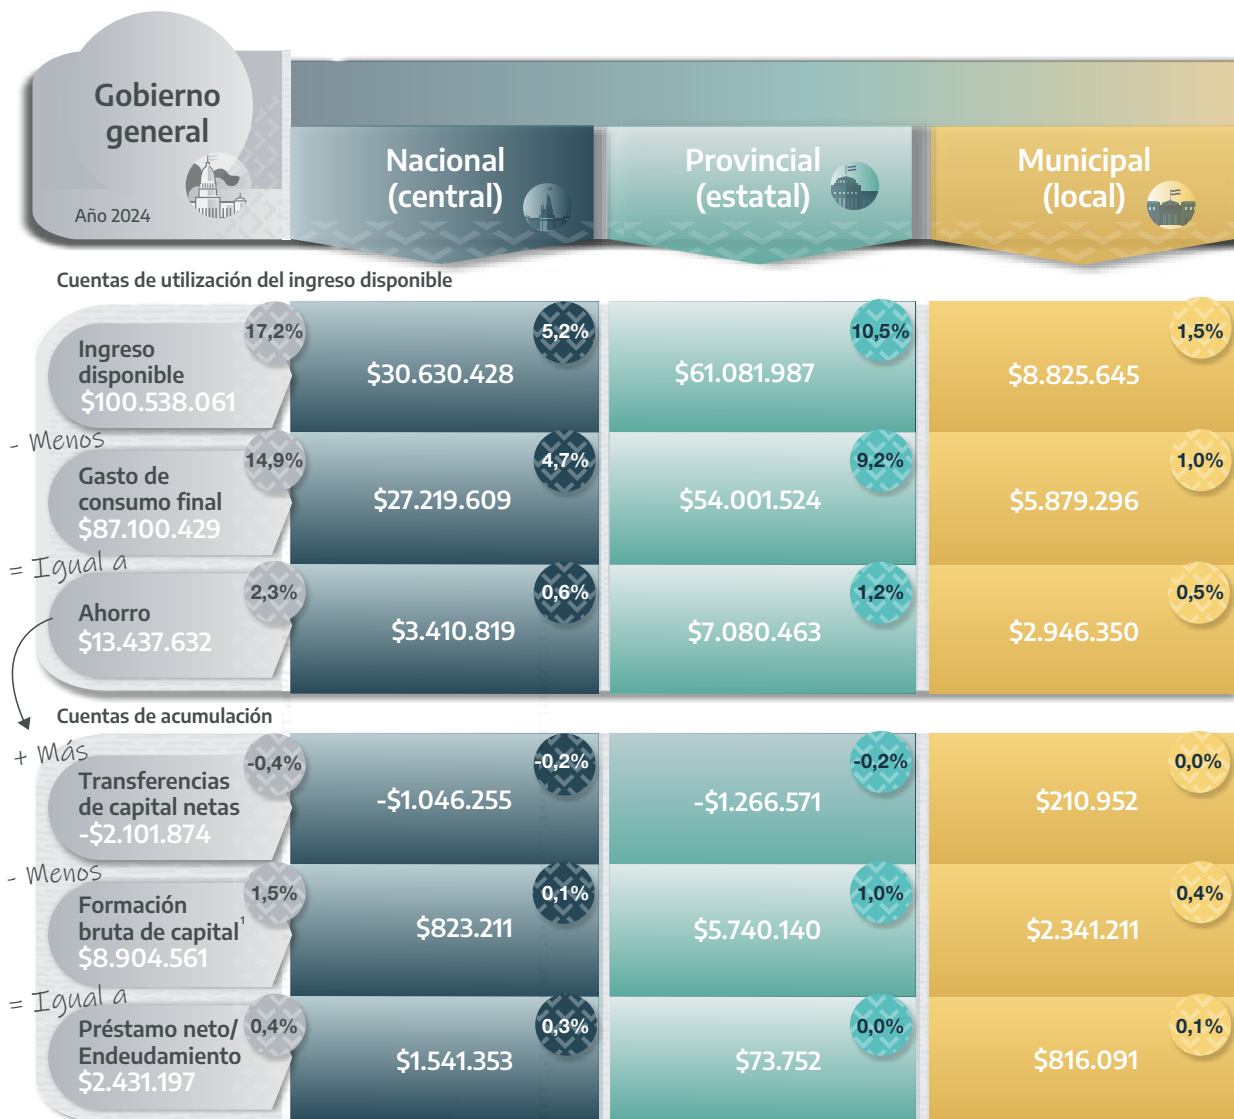 Gobierno
general
Año 2024
Nacional
(central)
Provincial
(estatal)
Municipal
(local)
Cuentas de utilización del ingreso disponible
Ingreso
disponible
$100.538.061
17,2%
$30.630.428
5,2%
$61.081.987
10,5%
$8.825.645
1,5%
- Menos
Gasto de
consumo final
$87.100.429
14,9%
$27.219.609
4,7%
$54.001.524
9,2%
$5.879.296
1,0%
= Igual a
Ahorro
$13.437.632
2,3%
$3.410.819
0,6%
$7.080.463
1,2%
$2.946.350
0,5%
Cuentas de acumulación
+ Más
Transferencias
de capital netas
-$2.101.874
-0,4%
-$1.046.255
-0,2%
-$1.266.571
-0,2%
$210.952
0,0%
- Menos
Formación
bruta de capital¹
$8.904.561
1,5%
$823.211
0,1%
$5.740.140
1,0%
$2.341.211
0,4%
= Igual a
Préstamo neto/
Endeudamiento
$2.431.197
0,4%
$1.541.353
0,3%
$73.752
0,0%
$816.091
0,1%